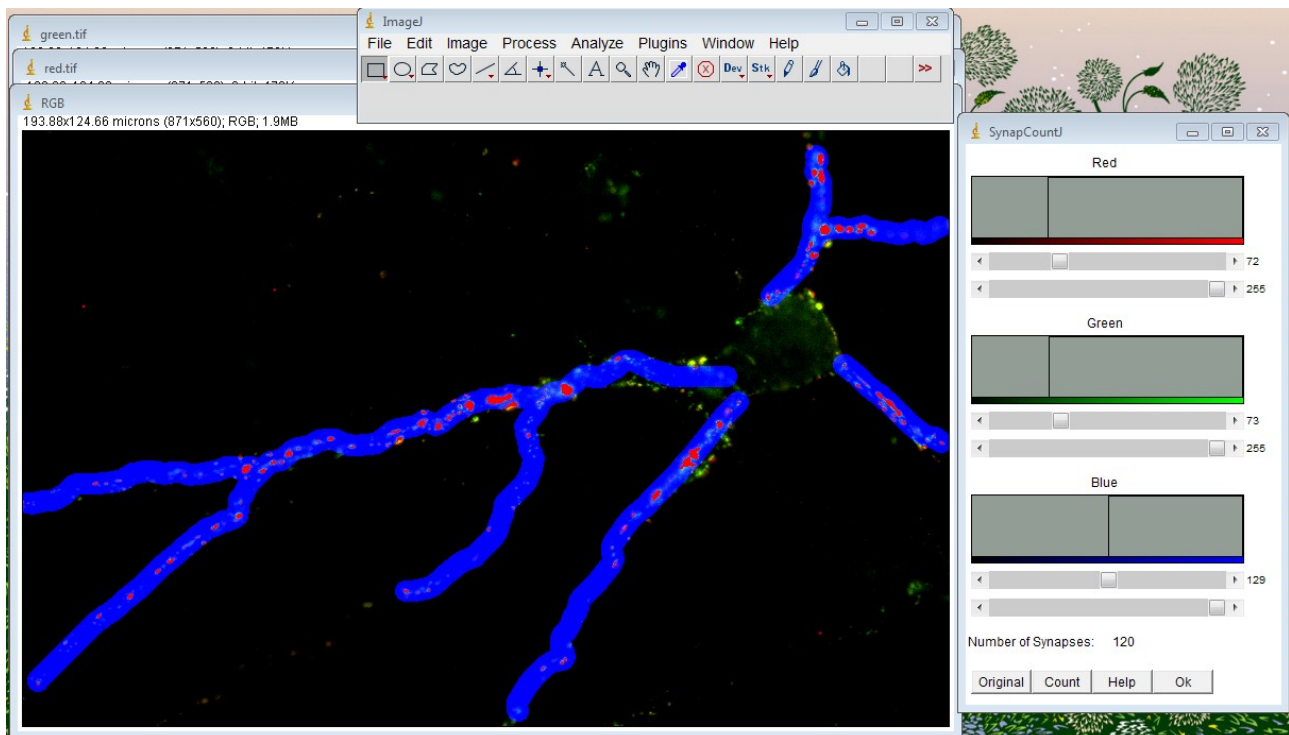 green.tif
red.tif
RGB
193.88x124.66 microns (871x560); RGB; 1.9MB
ImageJ
File Edit Image Process Analyze Plugins Window Help
A Dev Stk >>
SynapCountJ
Red
72
255
Green
73
255
Blue
129
Number of Synapses: 120
Original Count Help Ok